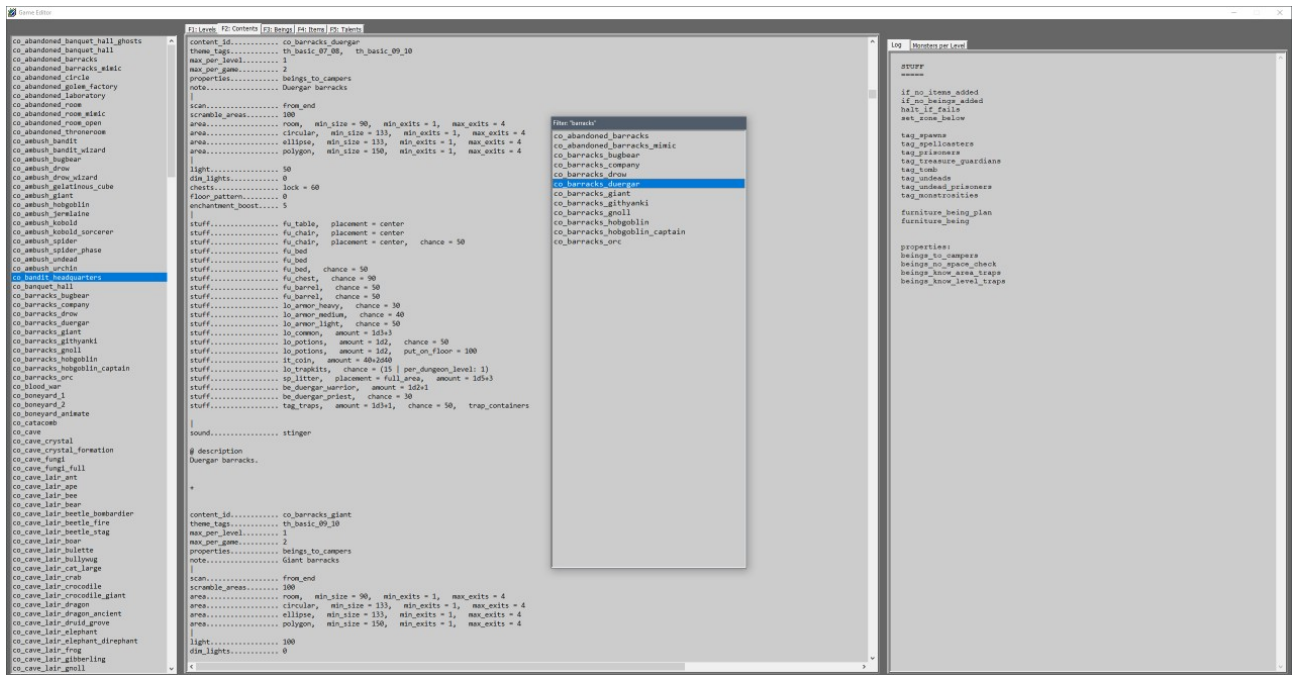 Game Editor
F1: Levels F2: Contents F3: Beings F4: Items F5: Talents
co_abandoned_banquet_hall_ghosts
co_abandoned_banquet_hall
co_abandoned_barracks
co_abandoned_barracks_mimic
co_abandoned_circle
co_abandoned_golem_factory
co_abandoned_laboratory
co_abandoned_room
co_abandoned_room_mimic
co_abandoned_room_open
co_abandoned_throneroom
co_ambush_bandit
co_ambush_bandit_wizard
co_ambush_bugbear
co_ambush_drow
co_ambush_drow_wizard
co_ambush_gelatinous_cube
co_ambush_giant
co_ambush_hobgoblin
co_ambush_jermlaine
co_ambush_kobold
co_ambush_kobold_sorcerer
co_ambush_spider
co_ambush_spider_phase
co_ambush_undead
co_ambush_urchin
co_bandit_headquarters
co_banquet_hall
co_barracks_bugbear
co_barracks_company
co_barracks_drow
co_barracks_duergar
co_barracks_giant
co_barracks_githyanki
co_barracks_gnoll
co_barracks_hobgoblin
co_barracks_hobgoblin_captain
co_barracks_orc
co_blood_war
co_boneyard_1
co_boneyard_2
co_boneyard_animate
co_catacomb
co_cave
co_cave_crystal
co_cave_crystal_formation
co_cave_fungi
co_cave_fungi_full
co_cave_lair_ant
co_cave_lair_ape
co_cave_lair_bee
co_cave_lair_bear
co_cave_lair_beetle_bombardier
co_cave_lair_beetle_fire
co_cave_lair_beetle_stag
co_cave_lair_boar
co_cave_lair_bulette
co_cave_lair_bullywug
co_cave_lair_cat_large
co_cave_lair_crab
co_cave_lair_crocodile
co_cave_lair_crocodile_giant
co_cave_lair_dragon
co_cave_lair_dragon_ancient
co_cave_lair_druid_grove
co_cave_lair_elephant
co_cave_lair_elephant_direphant
co_cave_lair_frog
co_cave_lair_gibberling
co_cave_lair_gnoll
content_id............ co_barracks_duergar
theme_tags............ th_basic_07_08, th_basic_09_10
max_per_level......... 1
max_per_game.......... 2
properties............ beings_to_campers
note.................. Duergar barracks
|
scan.................. from_end
scramble_areas........ 100
area.................. room, min_size = 90, min_exits = 1, max_exits = 4
area.................. circular, min_size = 133, min_exits = 1, max_exits = 4
area.................. ellipse, min_size = 133, min_exits = 1, max_exits = 4
area.................. polygon, min_size = 150, min_exits = 1, max_exits = 4
|
light................. 50
dim_lights............ 0
chests................ lock = 60
floor_pattern......... 0
enchantment_boost..... 5
|
stuff................. fu_table, placement = center
stuff................. fu_chair, placement = center
stuff................. fu_chair, placement = center, chance = 50
stuff................. fu_bed
stuff................. fu_bed
stuff................. fu_bed, chance = 50
stuff................. fu_chest, chance = 90
stuff................. fu_barrel, chance = 50
stuff................. fu_barrel, chance = 50
stuff................. lo_armor_heavy, chance = 30
stuff................. lo_armor_medium, chance = 40
stuff................. lo_armor_light, chance = 50
stuff................. lo_common, amount = 1d3+3
stuff................. lo_potions, amount = 1d2, chance = 50
stuff................. lo_potions, amount = 1d2, put_on_floor = 100
stuff................. it_coin, amount = 40+2d40
stuff................. lo_trapkits, chance = (15 | per_dungeon_level: 1)
stuff................. sp_litter, placement = full_area, amount = 1d5+3
stuff................. be_duergar_warrior, amount = 1d2+1
stuff................. be_duergar_priest, chance = 30
stuff................. tag_traps, amount = 1d3+1, chance = 50, trap_containers
|
sound................. stinger
@ description
Duergar barracks.
+
content_id............ co_barracks_giant
theme_tags............ th_basic_09_10
max_per_level......... 1
max_per_game.......... 2
properties............ beings_to_campers
note.................. Giant barracks
|
scan.................. from_end
scramble_areas........ 100
area.................. room, min_size = 90, min_exits = 1, max_exits = 4
area.................. circular, min_size = 133, min_exits = 1, max_exits = 4
area.................. ellipse, min_size = 133, min_exits = 1, max_exits = 4
area.................. polygon, min_size = 150, min_exits = 1, max_exits = 4
|
light................. 100
dim_lights............ 0
Filter: "barracks"
co_abandoned_barracks
co_abandoned_barracks_mimic
co_barracks_bugbear
co_barracks_company
co_barracks_drow
co_barracks_duergar
co_barracks_giant
co_barracks_githyanki
co_barracks_gnoll
co_barracks_hobgoblin
co_barracks_hobgoblin_captain
co_barracks_orc
Log Monsters per Level
STUFF
=====
if_no_items_added
if_no_beings_added
halt_if_fails
set_zone_below
tag_spawns
tag_spellcasters
tag_prisoners
tag_treasure_guardians
tag_tomb
tag_undeads
tag_undead_prisoners
tag_monstrosities
furniture_being_plan
furniture_being
properties:
beings_to_campers
beings_no_space_check
beings_know_area_traps
beings_know_level_traps